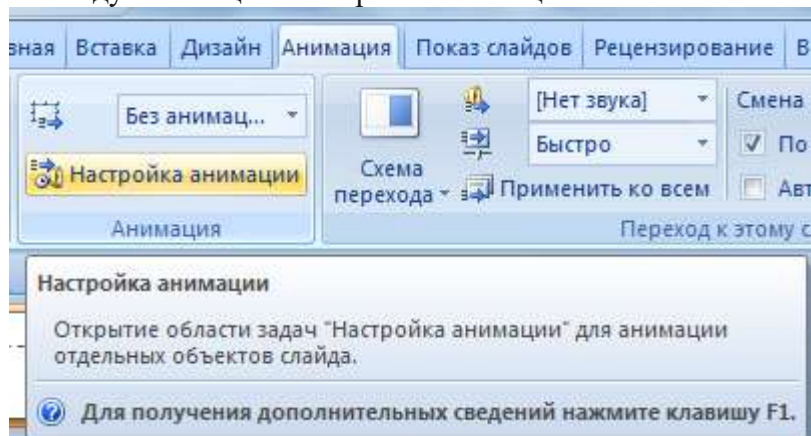 вная Вставка Дизайн Анимация Показ слайдов Рецензирование В
Без анимац... [Нет звука] Смена
Быстро По
Настройка анимации Схема перехода Применить ко всем Авт
Анимация Переход к этому с
Настройка анимации
Открытие области задач "Настройка анимации" для анимации
отдельных объектов слайда.
Для получения дополнительных сведений нажмите клавишу F1.